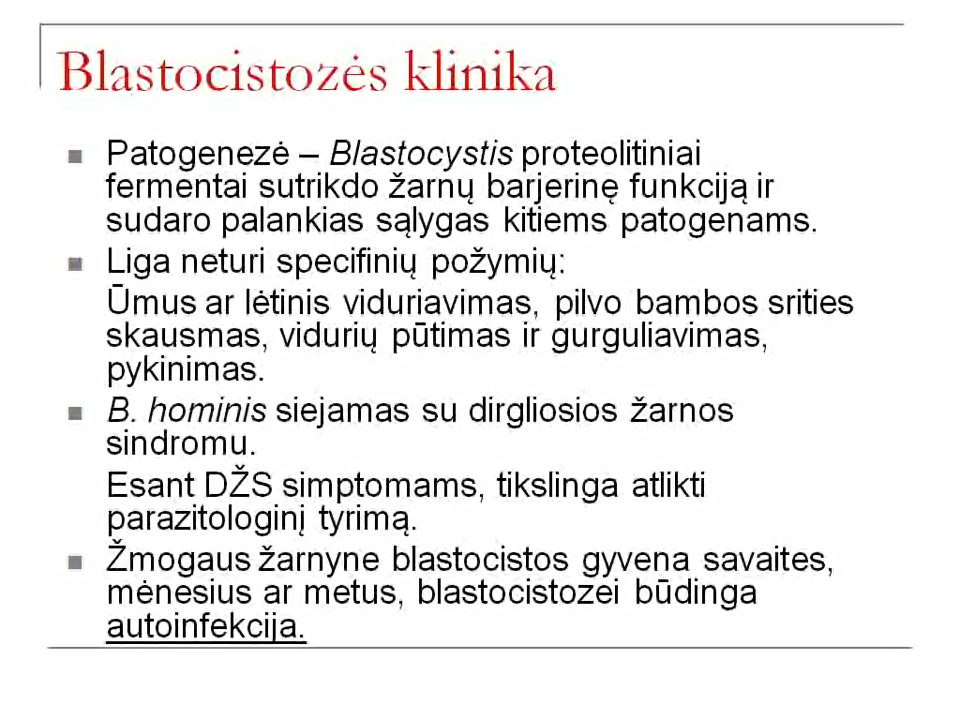 Blastocistozės klinika
Patogenezė – Blastocystis proteolitiniai
fermentai sutrikdo žarnų barjerinę funkciją ir
sudaro palankias sąlygas kitiems patogenams.
Liga neturi specifinių požymių:
Ūmus ar lėtinis viduriavimas, pilvo bambos srities
skausmas, vidurių pūtimas ir gurguliavimas,
pykinimas.
B. hominis siejamas su dirgliosios žarnos
sindromu.
Esant DŽS simptomams, tikslinga atlikti
parazitologinį tyrimą.
Žmogaus žarnyne blastocistos gyvena savaites,
mėnesius ar metus, blastocistozei būdinga
autoinfekcija.